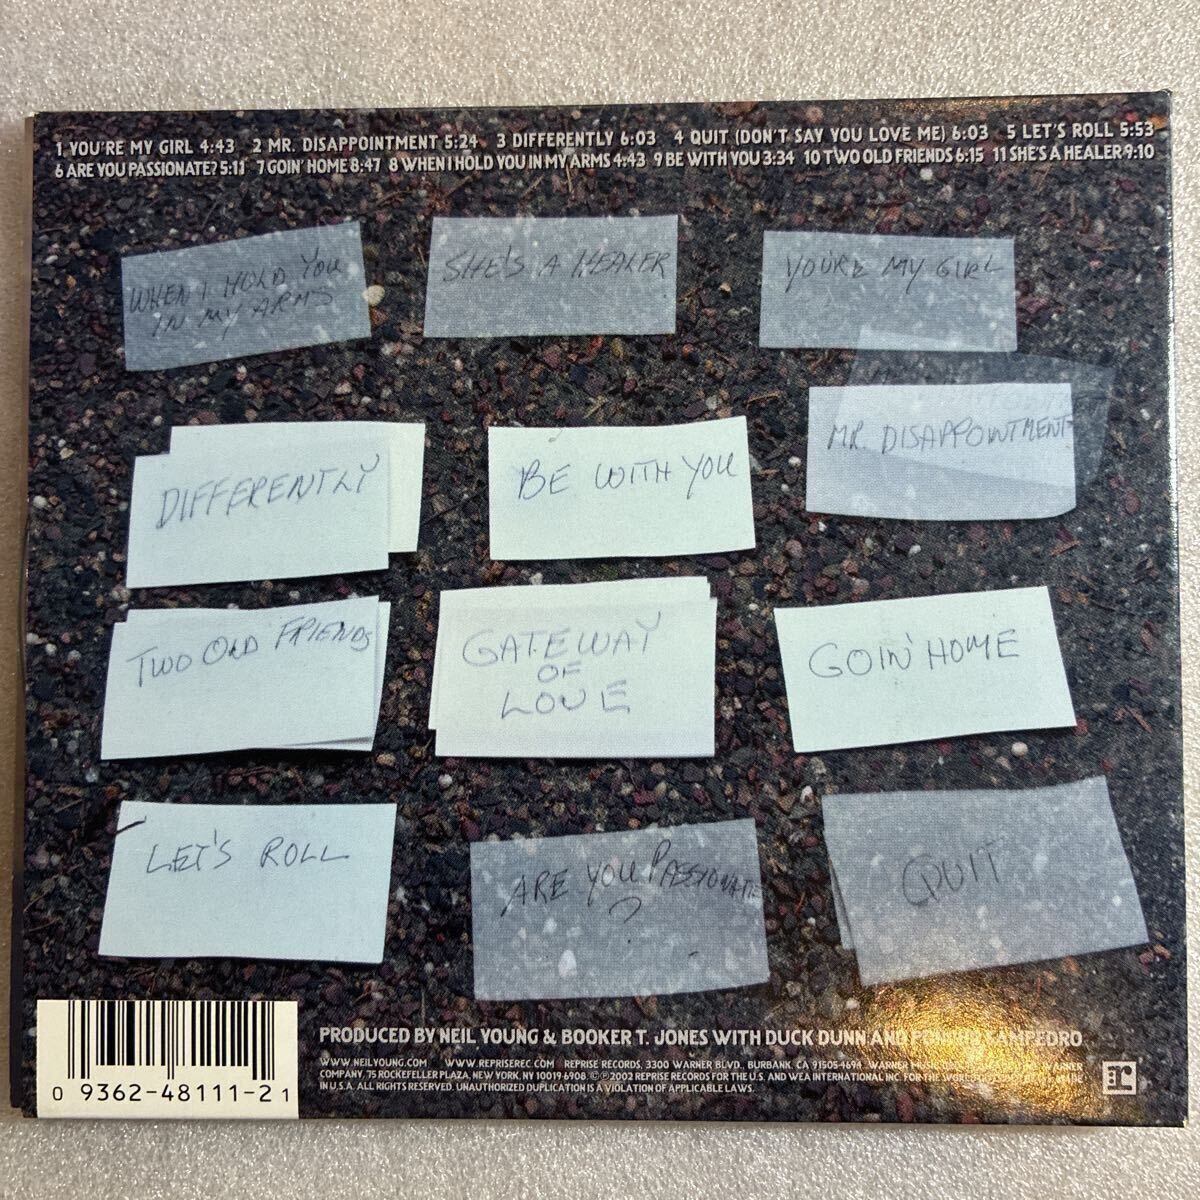 1 YOU'RE MY GIRL 4:43 2 MR. DISAPPOINTMENT 5:24 3 DIFFERENTLY 6:03 4 QUIT (DON'T SAY YOU LOVE ME) 6:03 5 LET'S ROLL 5:53
6 ARE YOU PASSIONATE? 5:11 7 GOIN' HOME 8:47 8 WHEN I HOLD YOU IN MY ARMS 4:43 9 BE WITH YOU 3:34 10 TWO OLD FRIENDS 6:15 11 SHE'S A HEALER 9:10
WHEN I HOLD YOU
IN MY ARMS
SHE'S A HEALER
YOU'RE MY GIRL
DIFFERENTLY
BE WITH YOU
MR. DISAPPOINTMENT
TWO OLD FRIENDS
GATEWAY
OF
LOVE
GOIN' HOME
LET'S ROLL
ARE YOU PASSIONATE
?
QUIT
PRODUCED BY NEIL YOUNG & BOOKER T. JONES WITH DUCK DUNN AND
WWW.NEILYOUNG.COM WWW.REPRISEREC.COM REPRISE RECORDS, 3300 WARNER BLVD., BURBANK, CA 91505-4694. WARNER MUSIC
COMPANY, 75 ROCKEFELLER PLAZA, NEW YORK, NY 10019-6908. ©℗2002 REPRISE RECORDS FOR THE U.S. AND WEA INTERNATIONAL INC. FOR THE WORLD
IN U.S.A. ALL RIGHTS RESERVED. UNAUTHORIZED DUPLICATION IS A VIOLATION OF APPLICABLE LAWS.
0 9362-48111-2 1